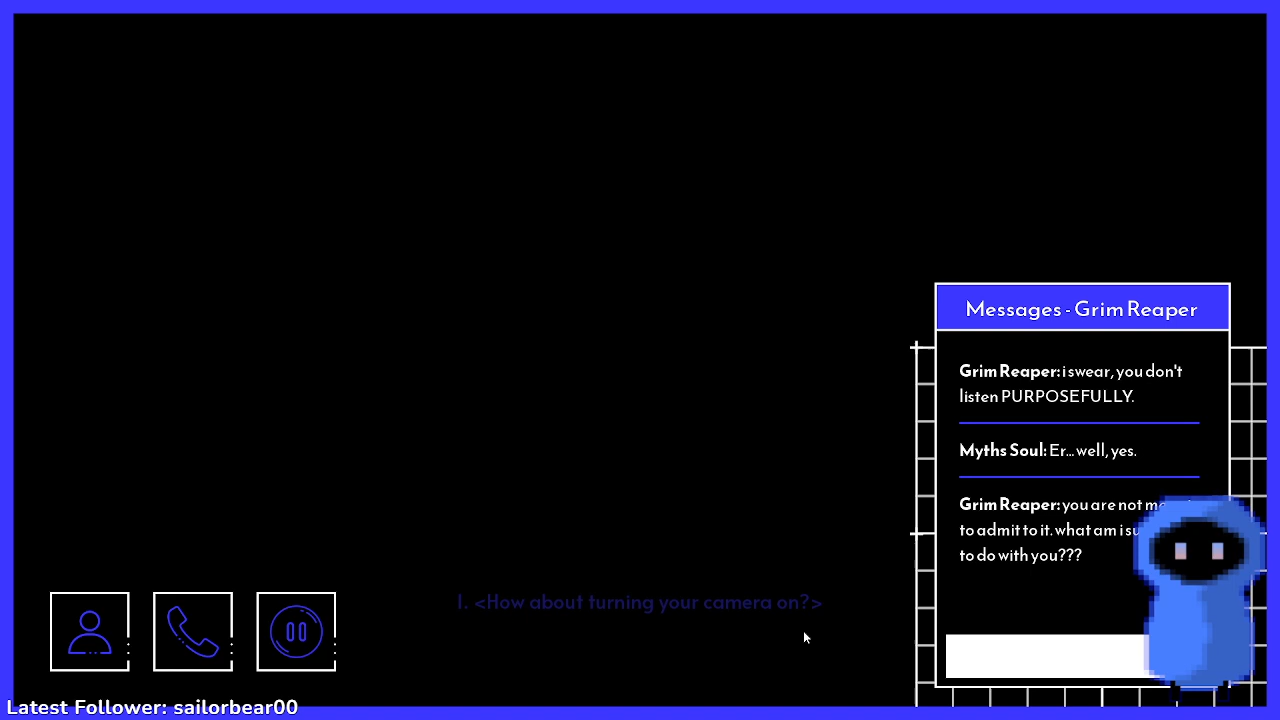 Messages - Grim Reaper
Grim Reaper: i swear, you don't
listen PURPOSEFULLY.
Myths Soul: Er... well, yes.
Grim Reaper: you are not
to admit to it. what am i
to do with you???
1. <How about turning your camera on?>
Latest Follower: sailorbear00